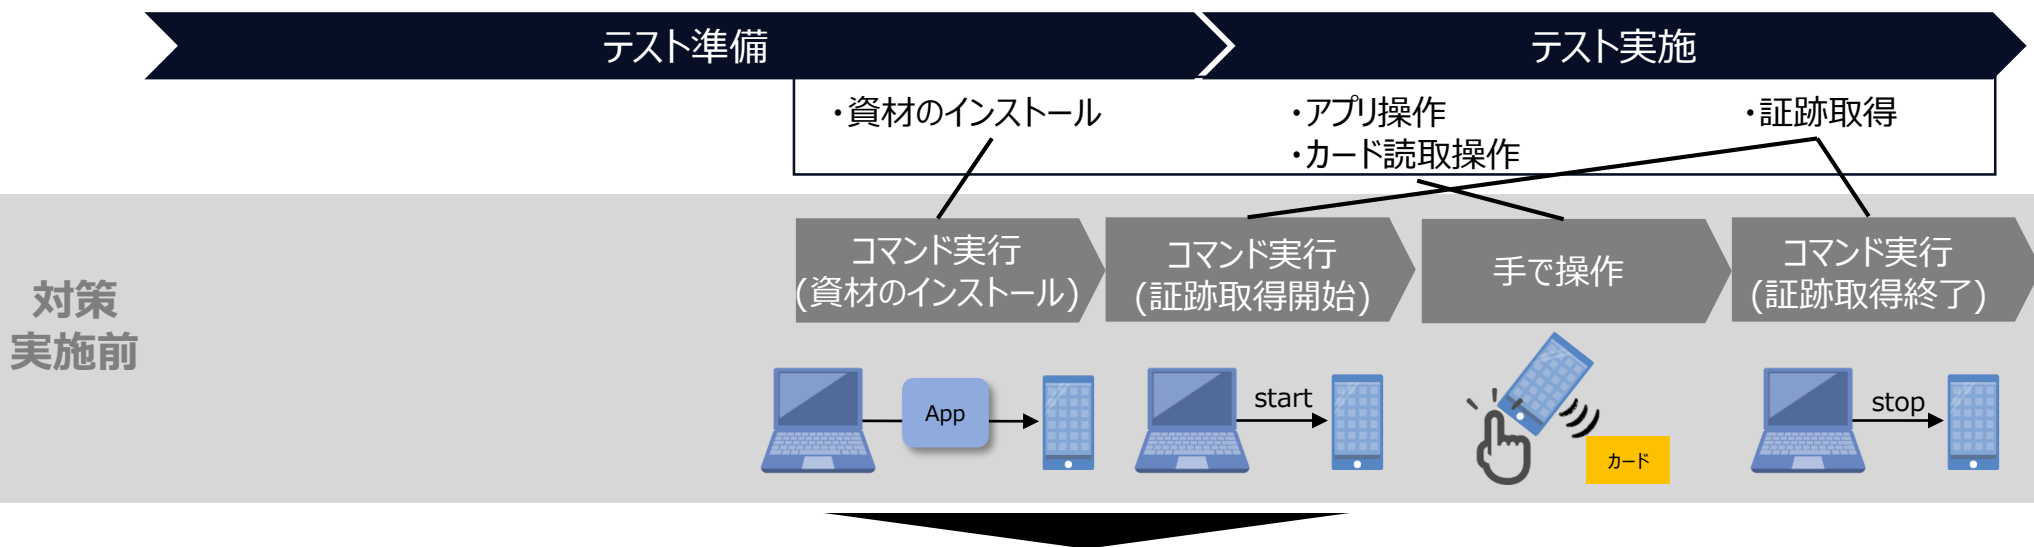 テスト準備
テスト実施
・資材のインストール
・アプリ操作
・カード読取操作
・証跡取得
対策
実施前
コマンド実行
(資材のインストール)
コマンド実行
(証跡取得開始)
手で操作
コマンド実行
(証跡取得終了)
App
start
カード
stop